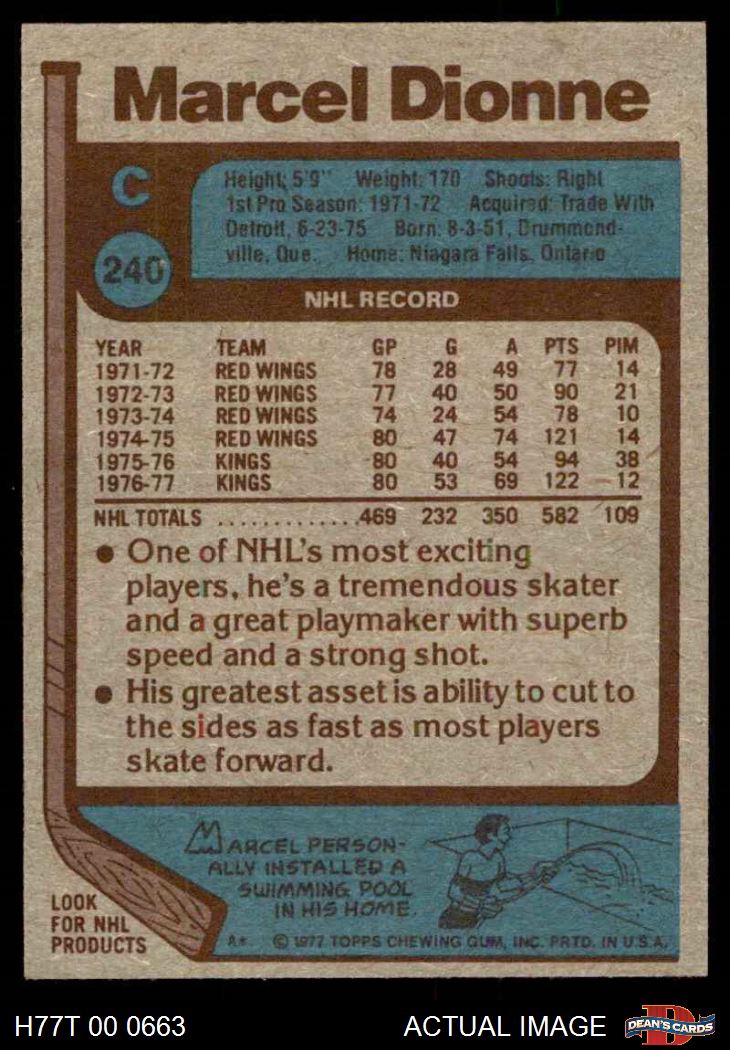 Marcel Dionne
C
Height: 5'9" Weight: 170 Shoots: Right
1st Pro Season: 1971-72 Acquired: Trade With
Detroit, 6-23-75 Born: 8-3-51, Drummond-
ville, Que. Home: Niagara Falls, Ontario
240
NHL RECORD
YEAR TEAM GP G A PTS PIM
1971-72 RED WINGS 78 28 49 77 14
1972-73 RED WINGS 77 40 50 90 21
1973-74 RED WINGS 74 24 54 78 10
1974-75 RED WINGS 80 47 74 121 14
1975-76 KINGS 80 40 54 94 38
1976-77 KINGS 80 53 69 122 12
NHL TOTALS ............ 469 232 350 582 109
● One of NHL's most exciting
players, he's a tremendous skater
and a great playmaker with superb
speed and a strong shot.
● His greatest asset is ability to cut to
the sides as fast as most players
skate forward.
MARCEL PERSON-
ALLY INSTALLED A
SWIMMING POOL
IN HIS HOME.
LOOK
FOR NHL
PRODUCTS
A*. © 1977 TOPPS CHEWING GUM, INC. PRTD. IN U.S.A.
H77T 00 0663 ACTUAL IMAGE D DEAN'S CARDS